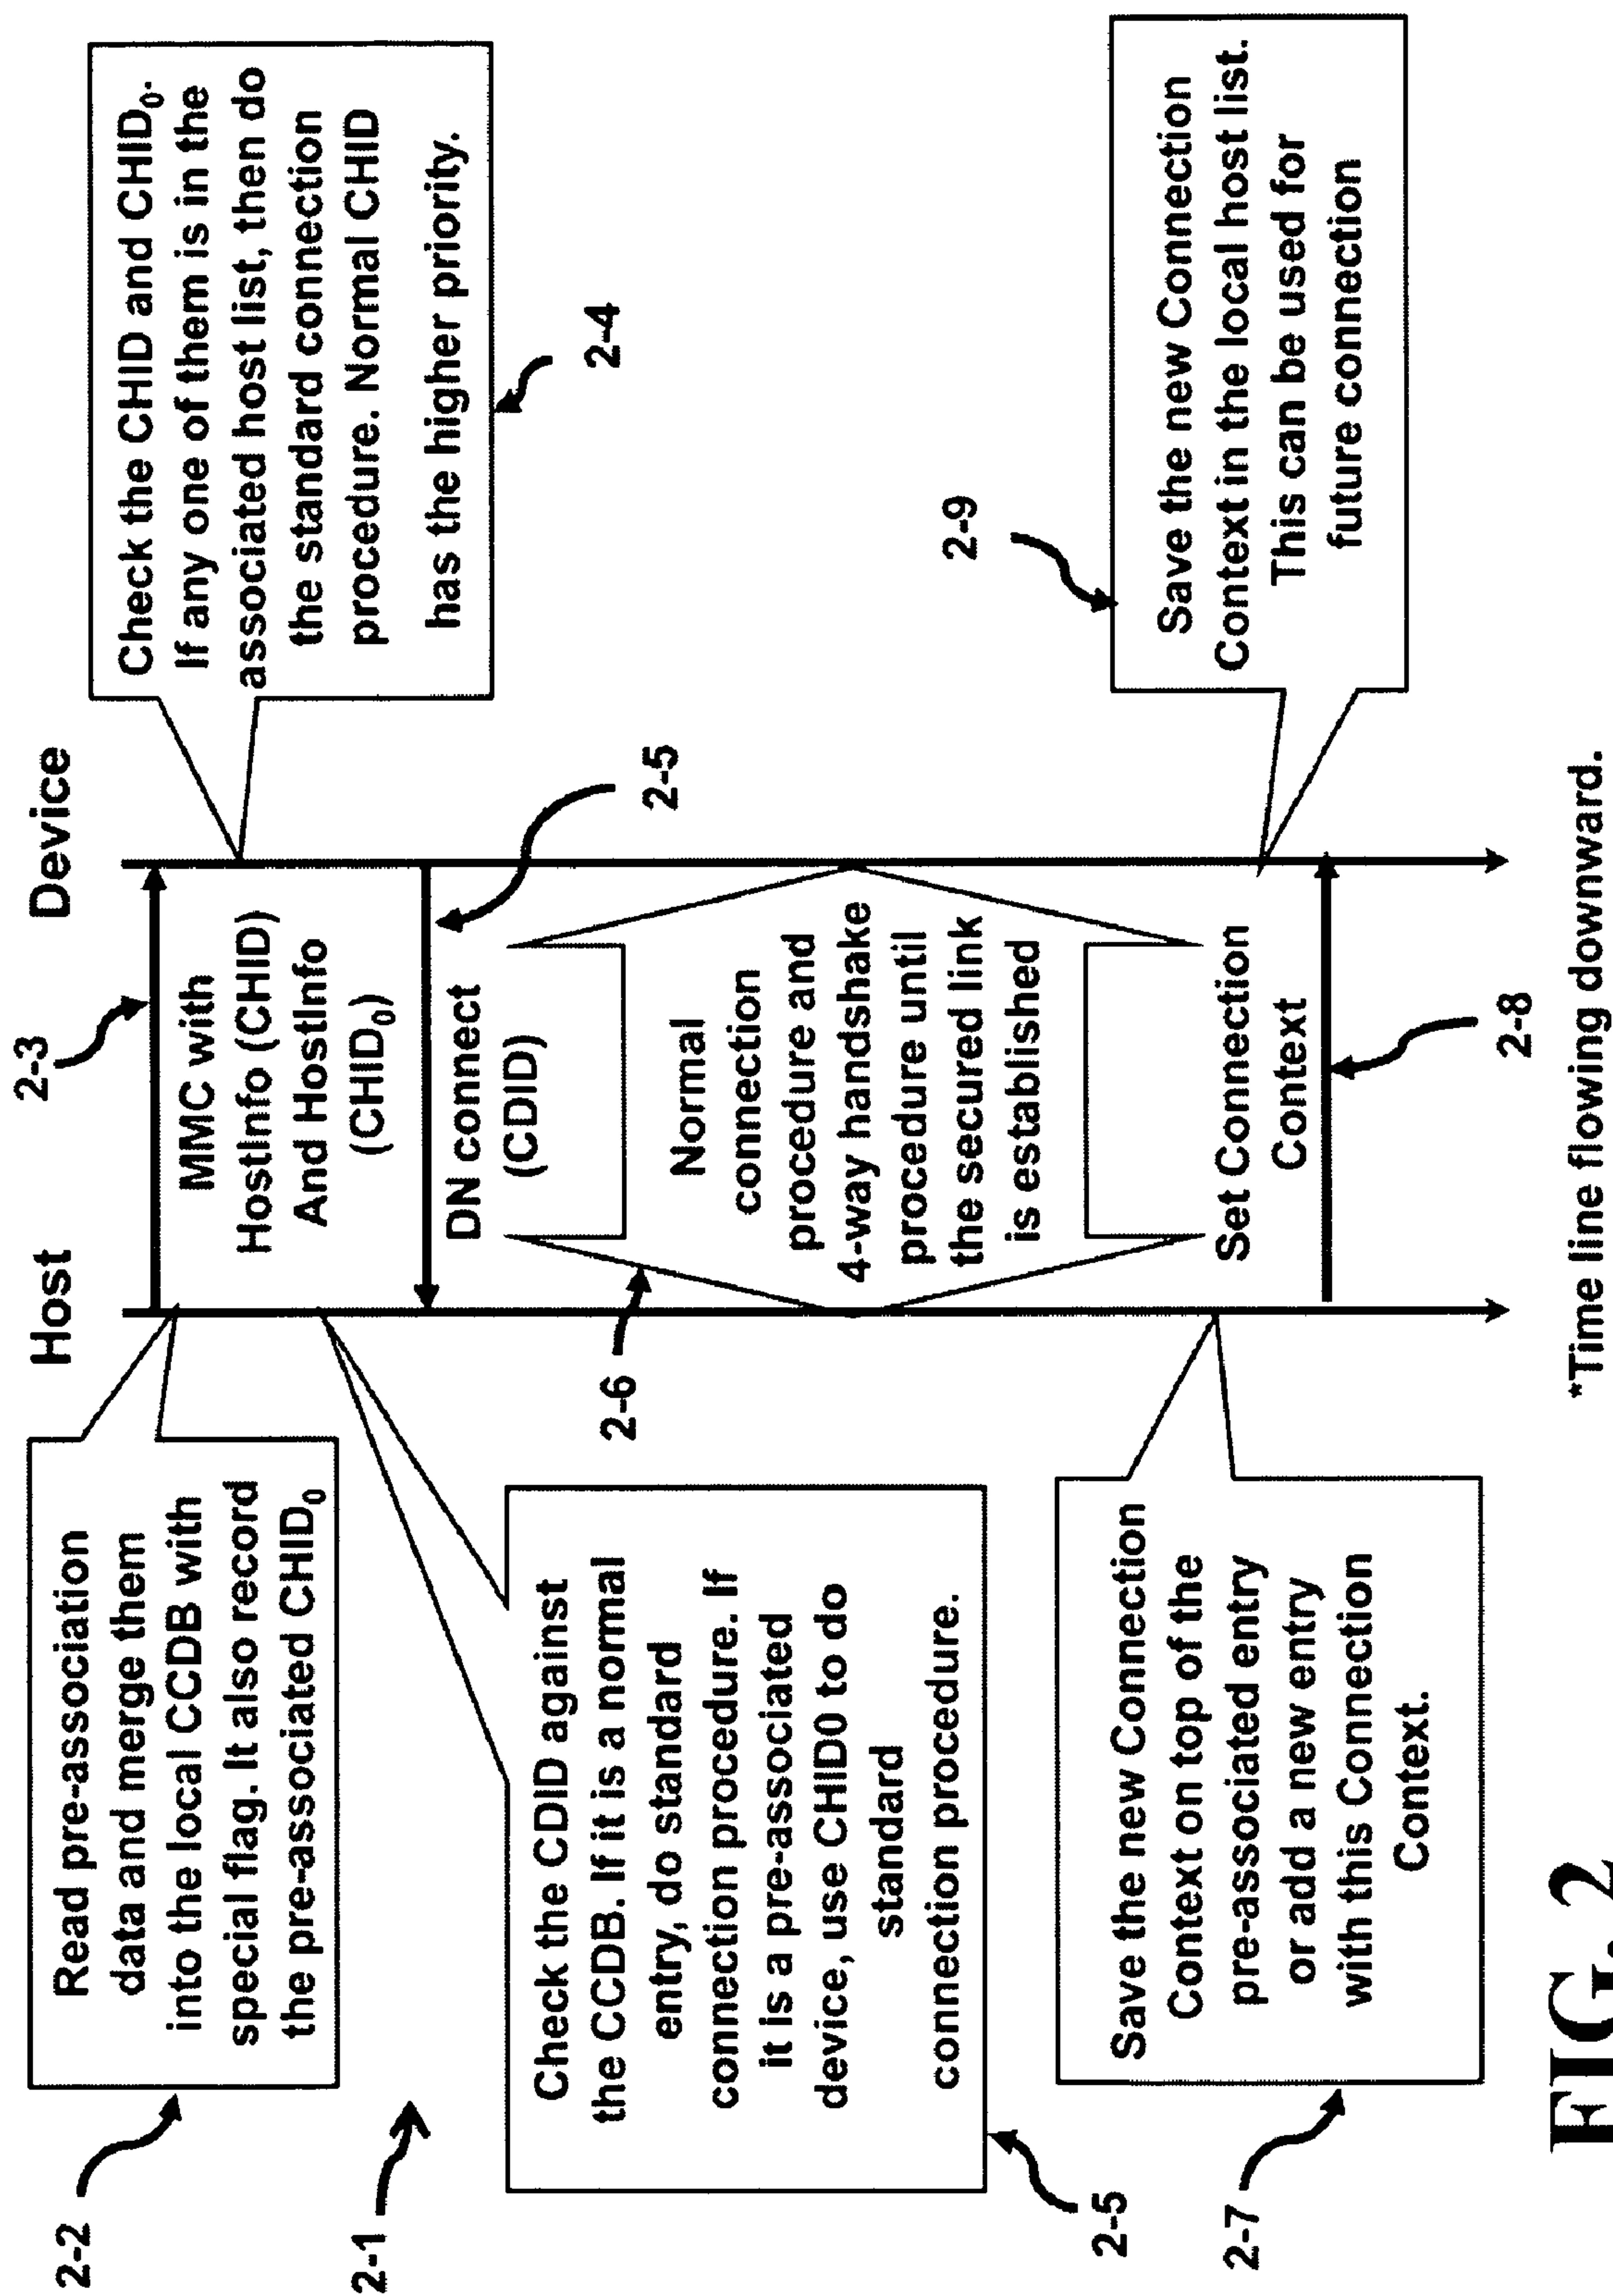 Host
Device
2-2
Read pre-association
data and merge them
into the local CCDB with
special flag. It also record
the pre-associated CHID₀
2-3
MMC with
HostInfo (CHID)
And HostInfo
(CHID₀)
Check the CHID and CHID₀.
If any one of them is in the
associated host list, then do
the standard connection
procedure. Normal CHID
has the higher priority.
2-4
2-1
DN connect
(CDID)
2-5
Check the CDID against
the CCDB. If it is a normal
entry, do standard
connection procedure. If
it is a pre-associated
device, use CHID0 to do
standard
connection procedure.
2-5
2-6
Normal
connection
procedure and
4-way handshake
procedure until
the secured link
is established
2-7
Save the new Connection
Context on top of the
pre-associated entry
or add a new entry
with this Connection
Context.
Set Connection
Context
2-8
2-9
Save the new Connection
Context in the local host list.
This can be used for
future connection
*Time line flowing downward.
FIG. 2